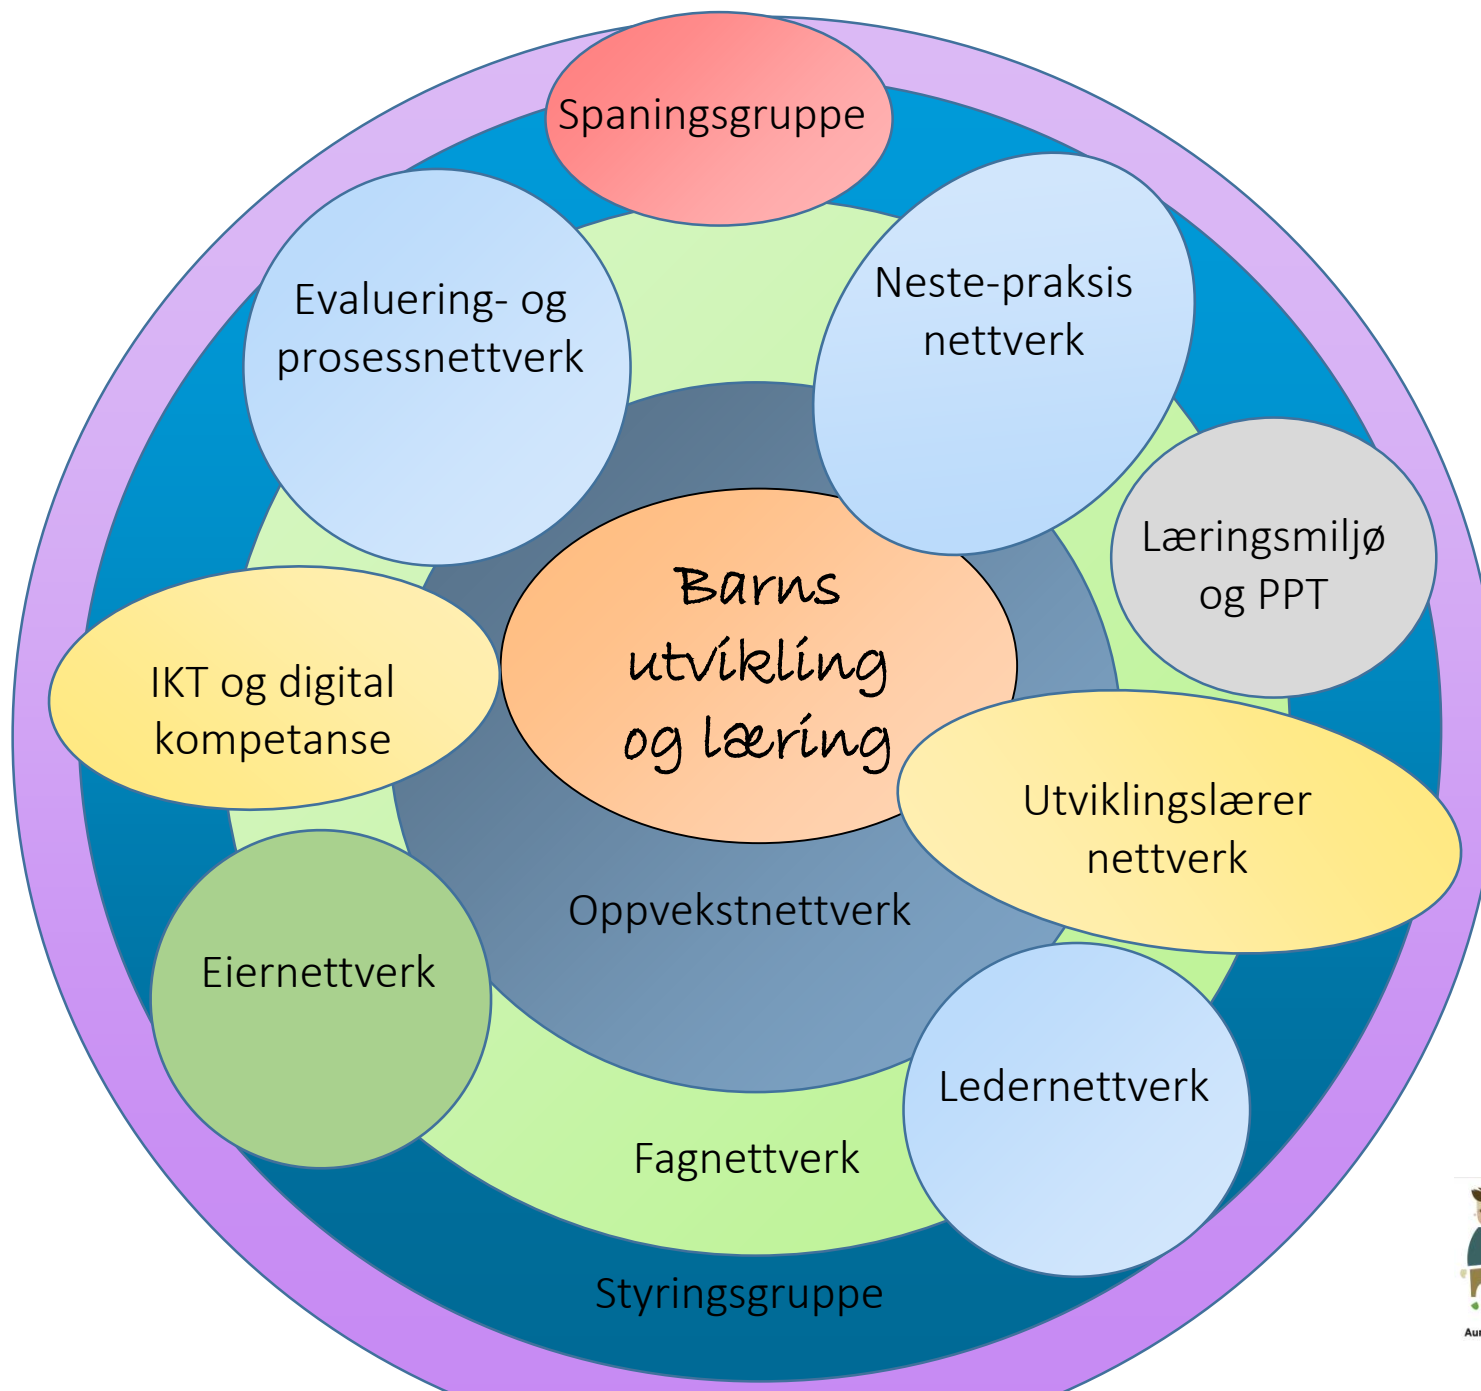 Spaningsgruppe
Evaluering- og
prosessnettverk
Neste-praksis
nettverk
Læringsmiljø
og PPT
Barns
utvikling
og læring
IKT og digital
kompetanse
Utviklingslærer
nettverk
Oppvekstnettverk
Eiernettverk
Ledernettverk
Fagnettverk
Styringsgruppe